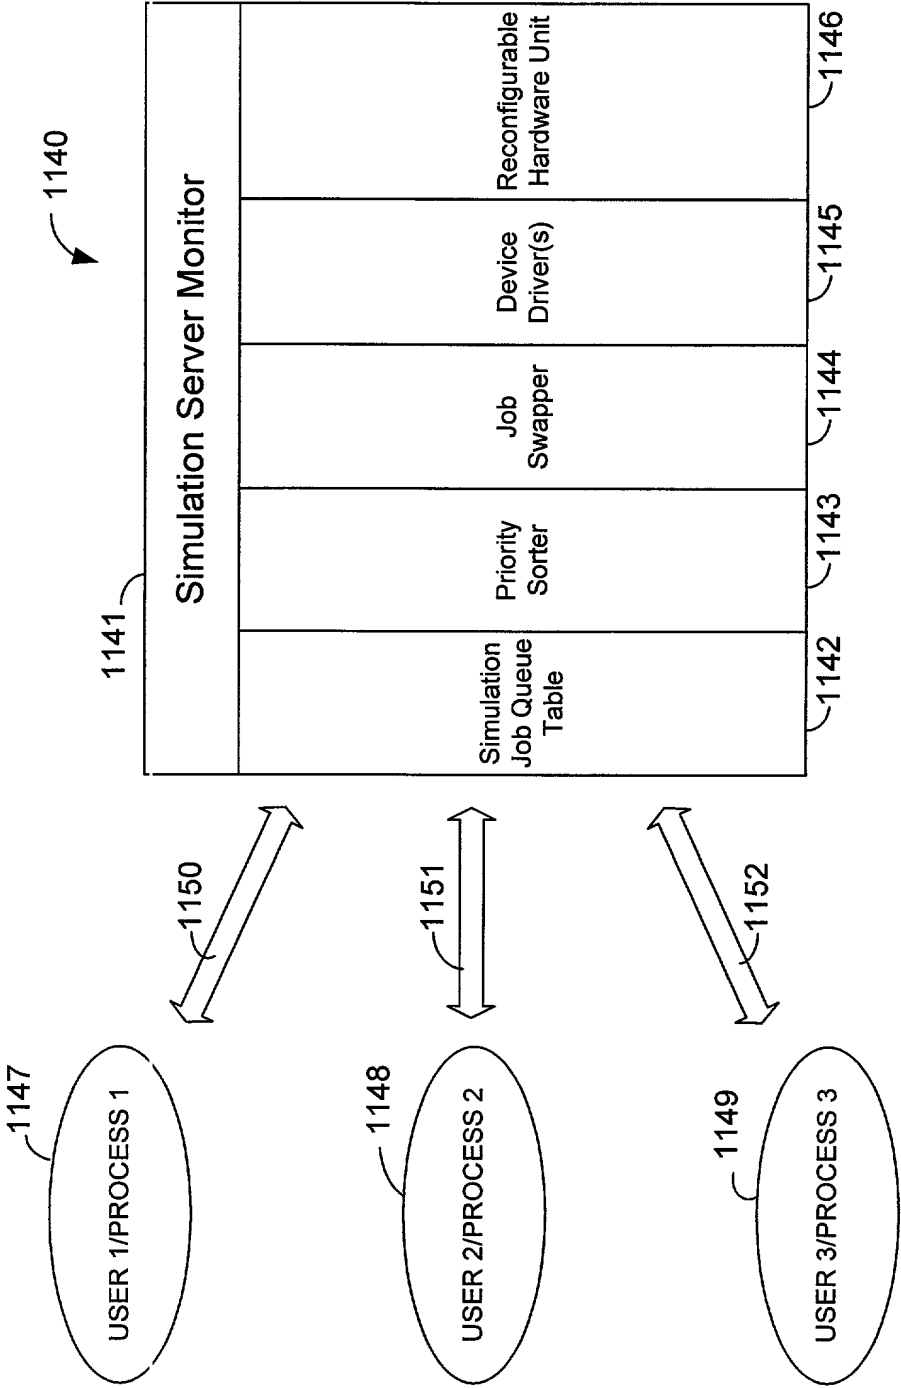 1140
1141
Simulation Server Monitor
Simulation
Job Queue
Table
Priority
Sorter
Job
Swapper
Device
Driver(s)
Reconfigurable
Hardware Unit
1142
1143
1144
1145
1146
1147
USER 1/PROCESS 1
1150
1148
USER 2/PROCESS 2
1151
1149
USER 3/PROCESS 3
1152